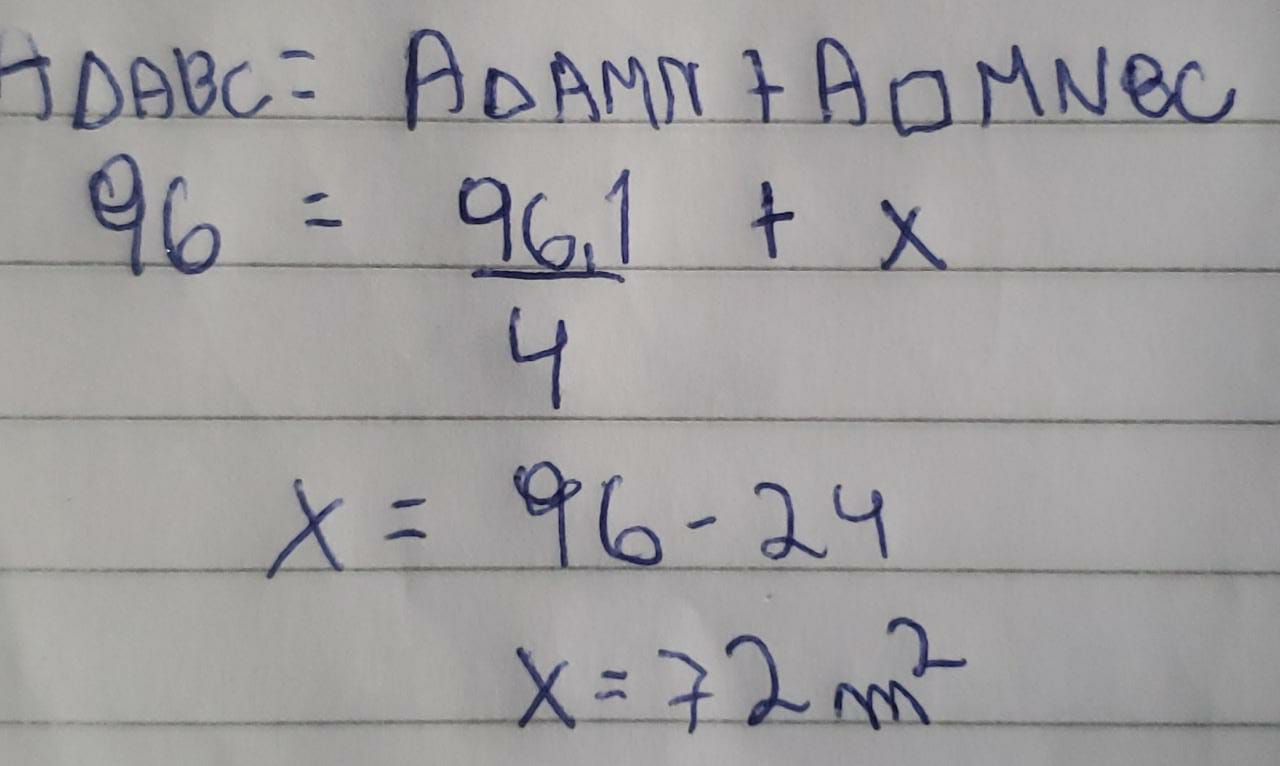 AΔABC = AΔAMN + A□MNBC
96 = 96.1 + x
4
x = 96 - 24
x = 72 m²